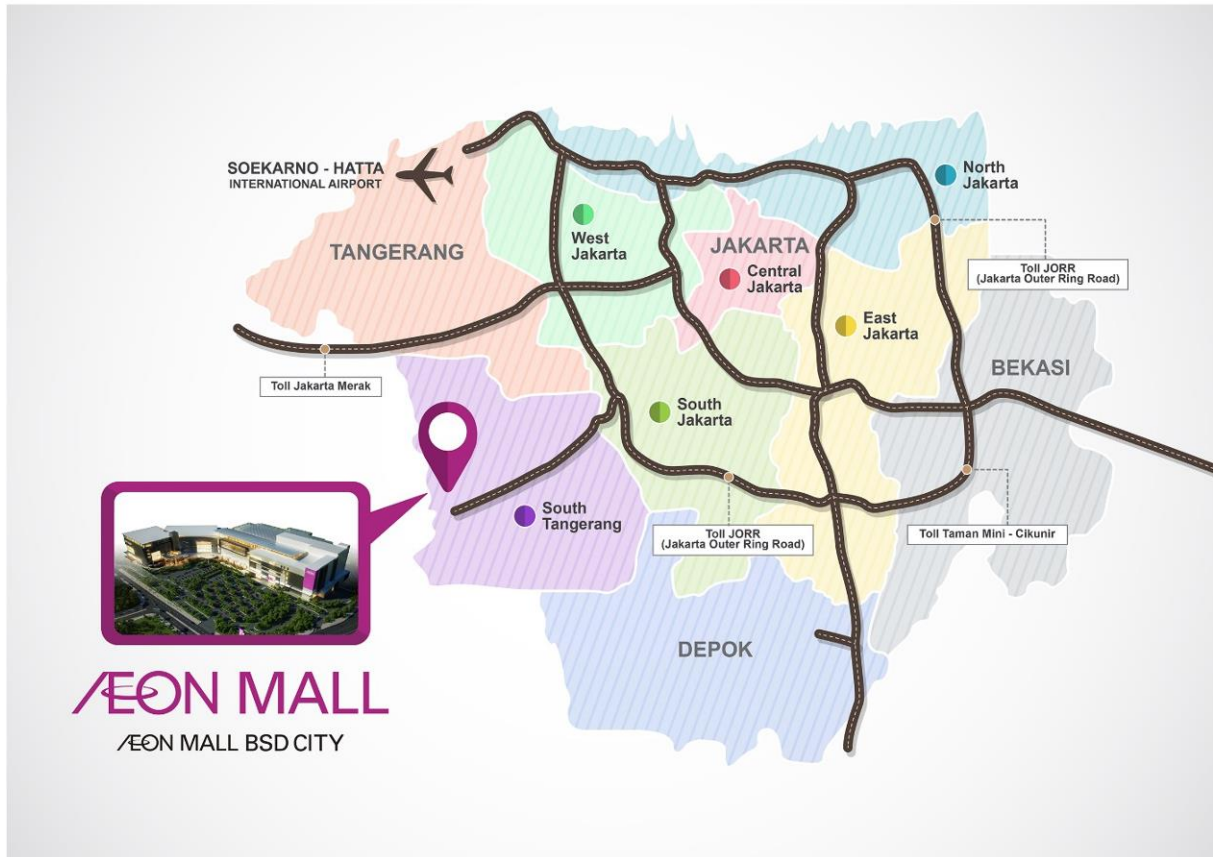 SOEKARNO - HATTA
INTERNATIONAL AIRPORT
North
Jakarta
West
Jakarta
JAKARTA
TANGERANG
Central
Jakarta
Toll JORR
(Jakarta Outer Ring Road)
East
Jakarta
BEKASI
Toll Jakarta Merak
South
Jakarta
South
Tangerang
Toll JORR
(Jakarta Outer Ring Road)
Toll Taman Mini - Cikunir
DEPOK
ÆON MALL
ÆON MALL BSD CITY